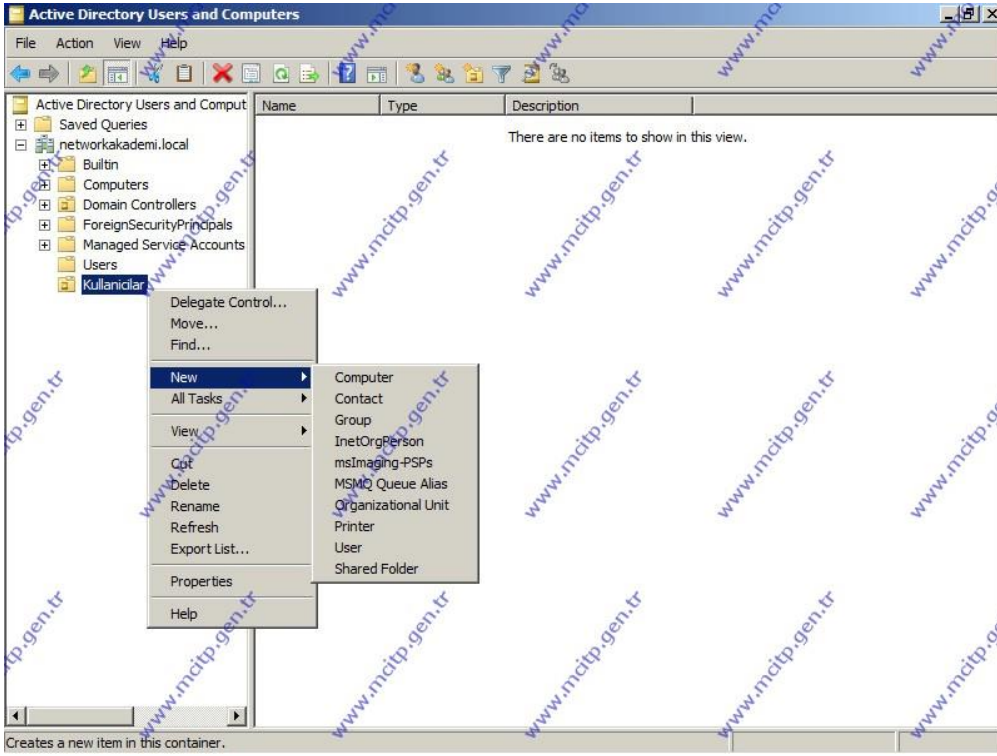 Active Directory Users and Computers
File Action View Help
Active Directory Users and Comput
Name Type Description
Saved Queries
There are no items to show in this view.
networkakademi.local
Builtin
Computers
Domain Controllers
ForeignSecurityPrincipals
Managed Service Accounts
Users
Kullanicilar
Delegate Control...
Move...
Find...
New
All Tasks
View
Cut
Delete
Rename
Refresh
Export List...
Properties
Help
Computer
Contact
Group
InetOrgPerson
msImaging-PSPs
MSMQ Queue Alias
Organizational Unit
Printer
User
Shared Folder
Creates a new item in this container.
www.mcitp.gen.tr